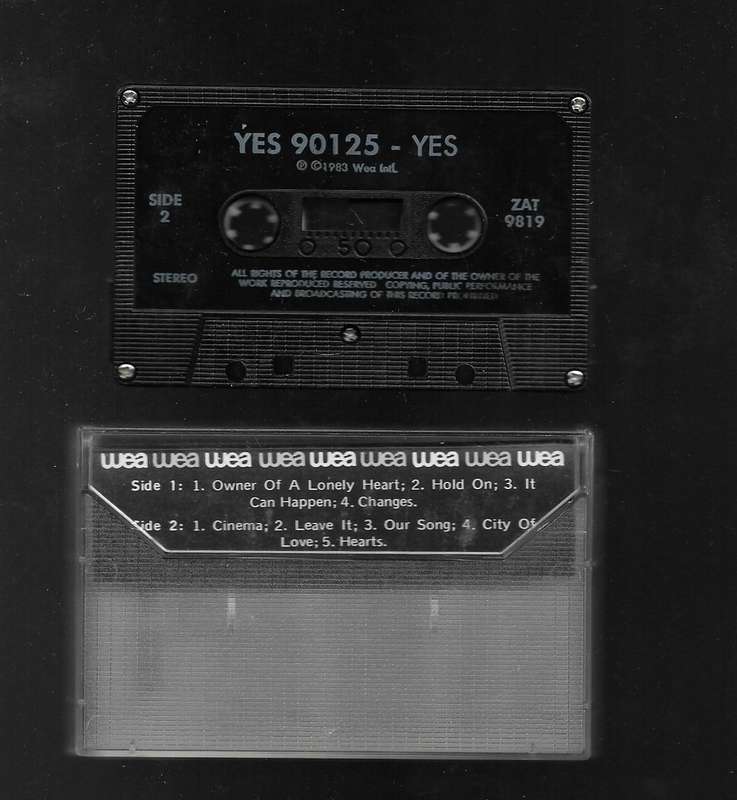 YES 90125 - YES
℗ ©1983 Wea Intl.
SIDE
2
ZAT
9819
50
STEREO
ALL RIGHTS OF THE RECORD PRODUCER AND OF THE OWNER OF THE
WORK REPRODUCED RESERVED COPYING, PUBLIC PERFORMANCE
AND BROADCASTING OF THIS RECORD PROHIBITED
wea wea wea wea wea wea wea wea wea
Side 1: 1. Owner Of A Lonely Heart; 2. Hold On; 3. It
Can Happen; 4. Changes.
Side 2: 1. Cinema; 2. Leave It; 3. Our Song; 4. City Of
Love; 5. Hearts.